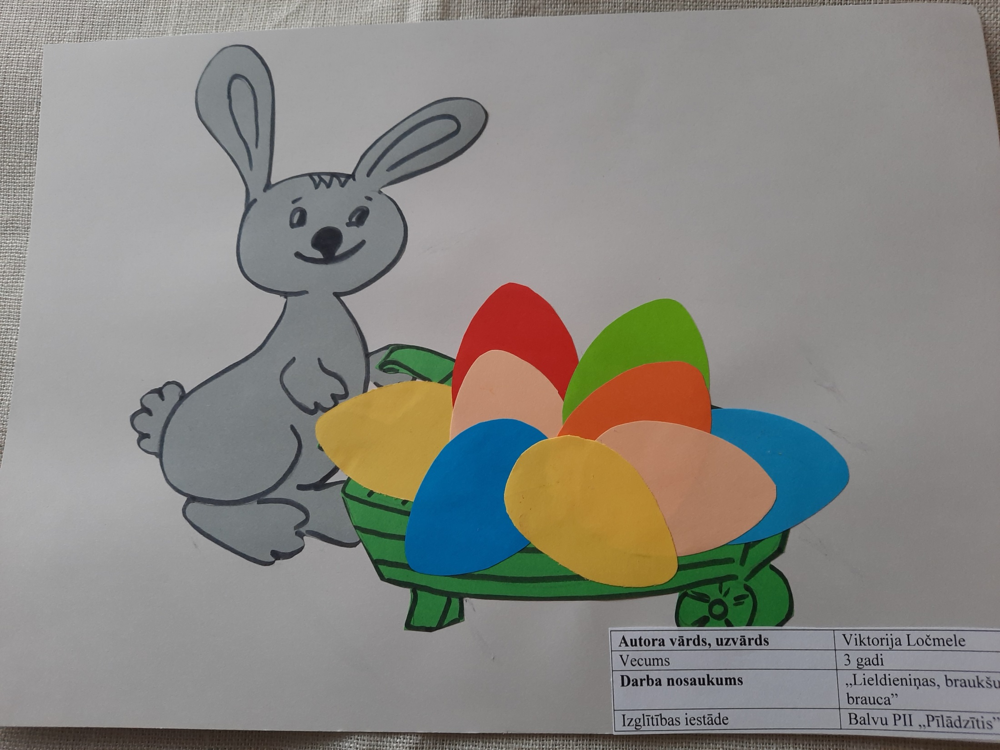 Autora vārds, uzvārds Viktorija Ločmele
Vecums 3 gadi
Darba nosaukums „Lieldieniņas, braukšu
brauca”
Izglītības iestāde Balvu PII „Pīlādzītis”